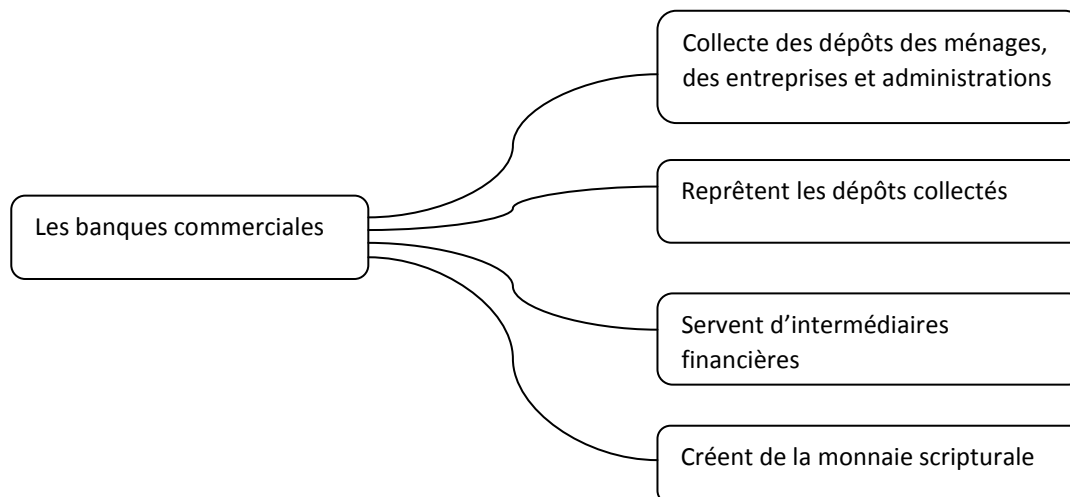 Collecte des dépôts des ménages,
des entreprises et administrations
Reprêtent les dépôts collectés
Les banques commerciales
Servent d’intermédiaires
financières
Créent de la monnaie scripturale